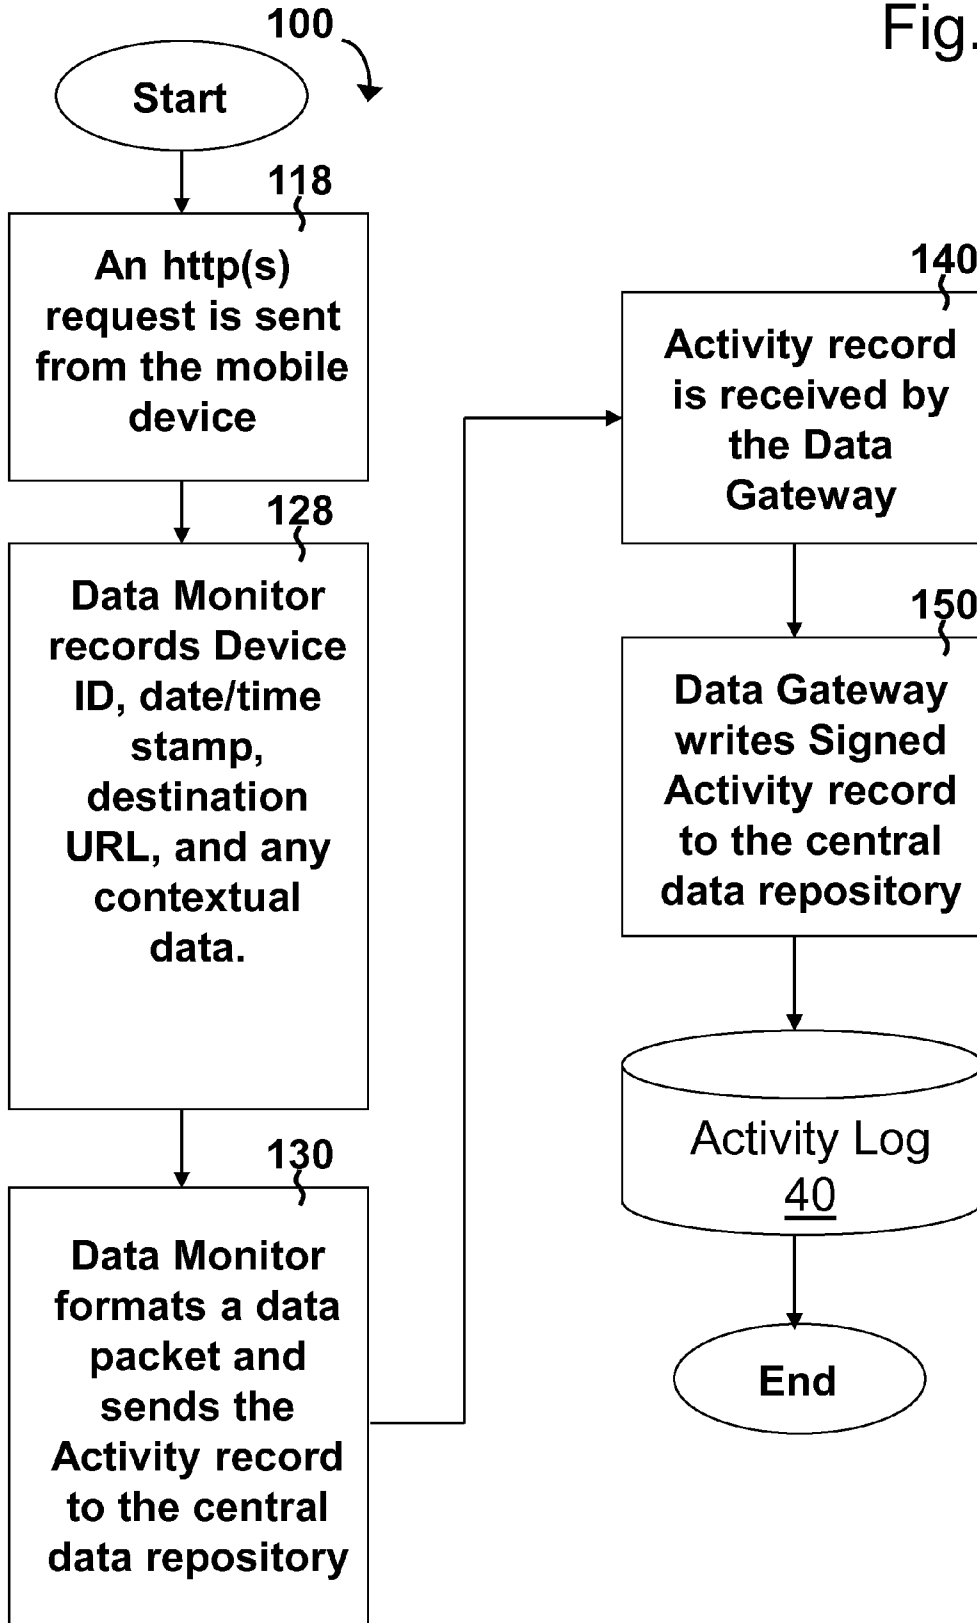 100
Fig.
Start
118
An http(s)
request is sent
from the mobile
device
128
Data Monitor
records Device
ID, date/time
stamp,
destination
URL, and any
contextual
data.
130
Data Monitor
formats a data
packet and
sends the
Activity record
to the central
data repository
140
Activity record
is received by
the Data
Gateway
150
Data Gateway
writes Signed
Activity record
to the central
data repository
Activity Log
40
End